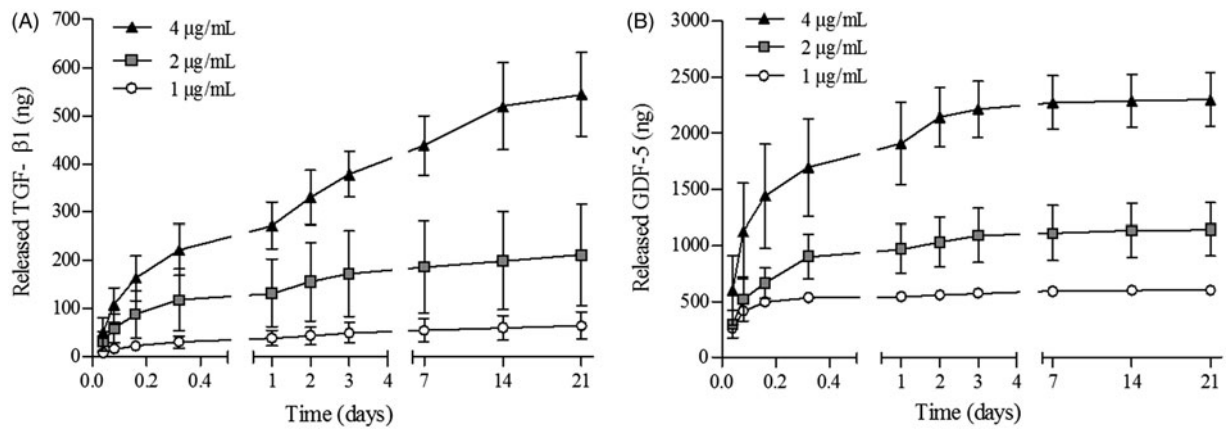 (A)
700
600
500
400
300
200
100
0
Released TGF- β1 (ng)
4 µg/mL
2 µg/mL
1 µg/mL
0.0 0.2 0.4 1 2 3 4 7 14 21
Time (days)
(B)
3000
2500
2000
1500
1000
500
0
Released GDF-5 (ng)
4 µg/mL
2 µg/mL
1 µg/mL
0.0 0.2 0.4 1 2 3 4 7 14 21
Time (days)